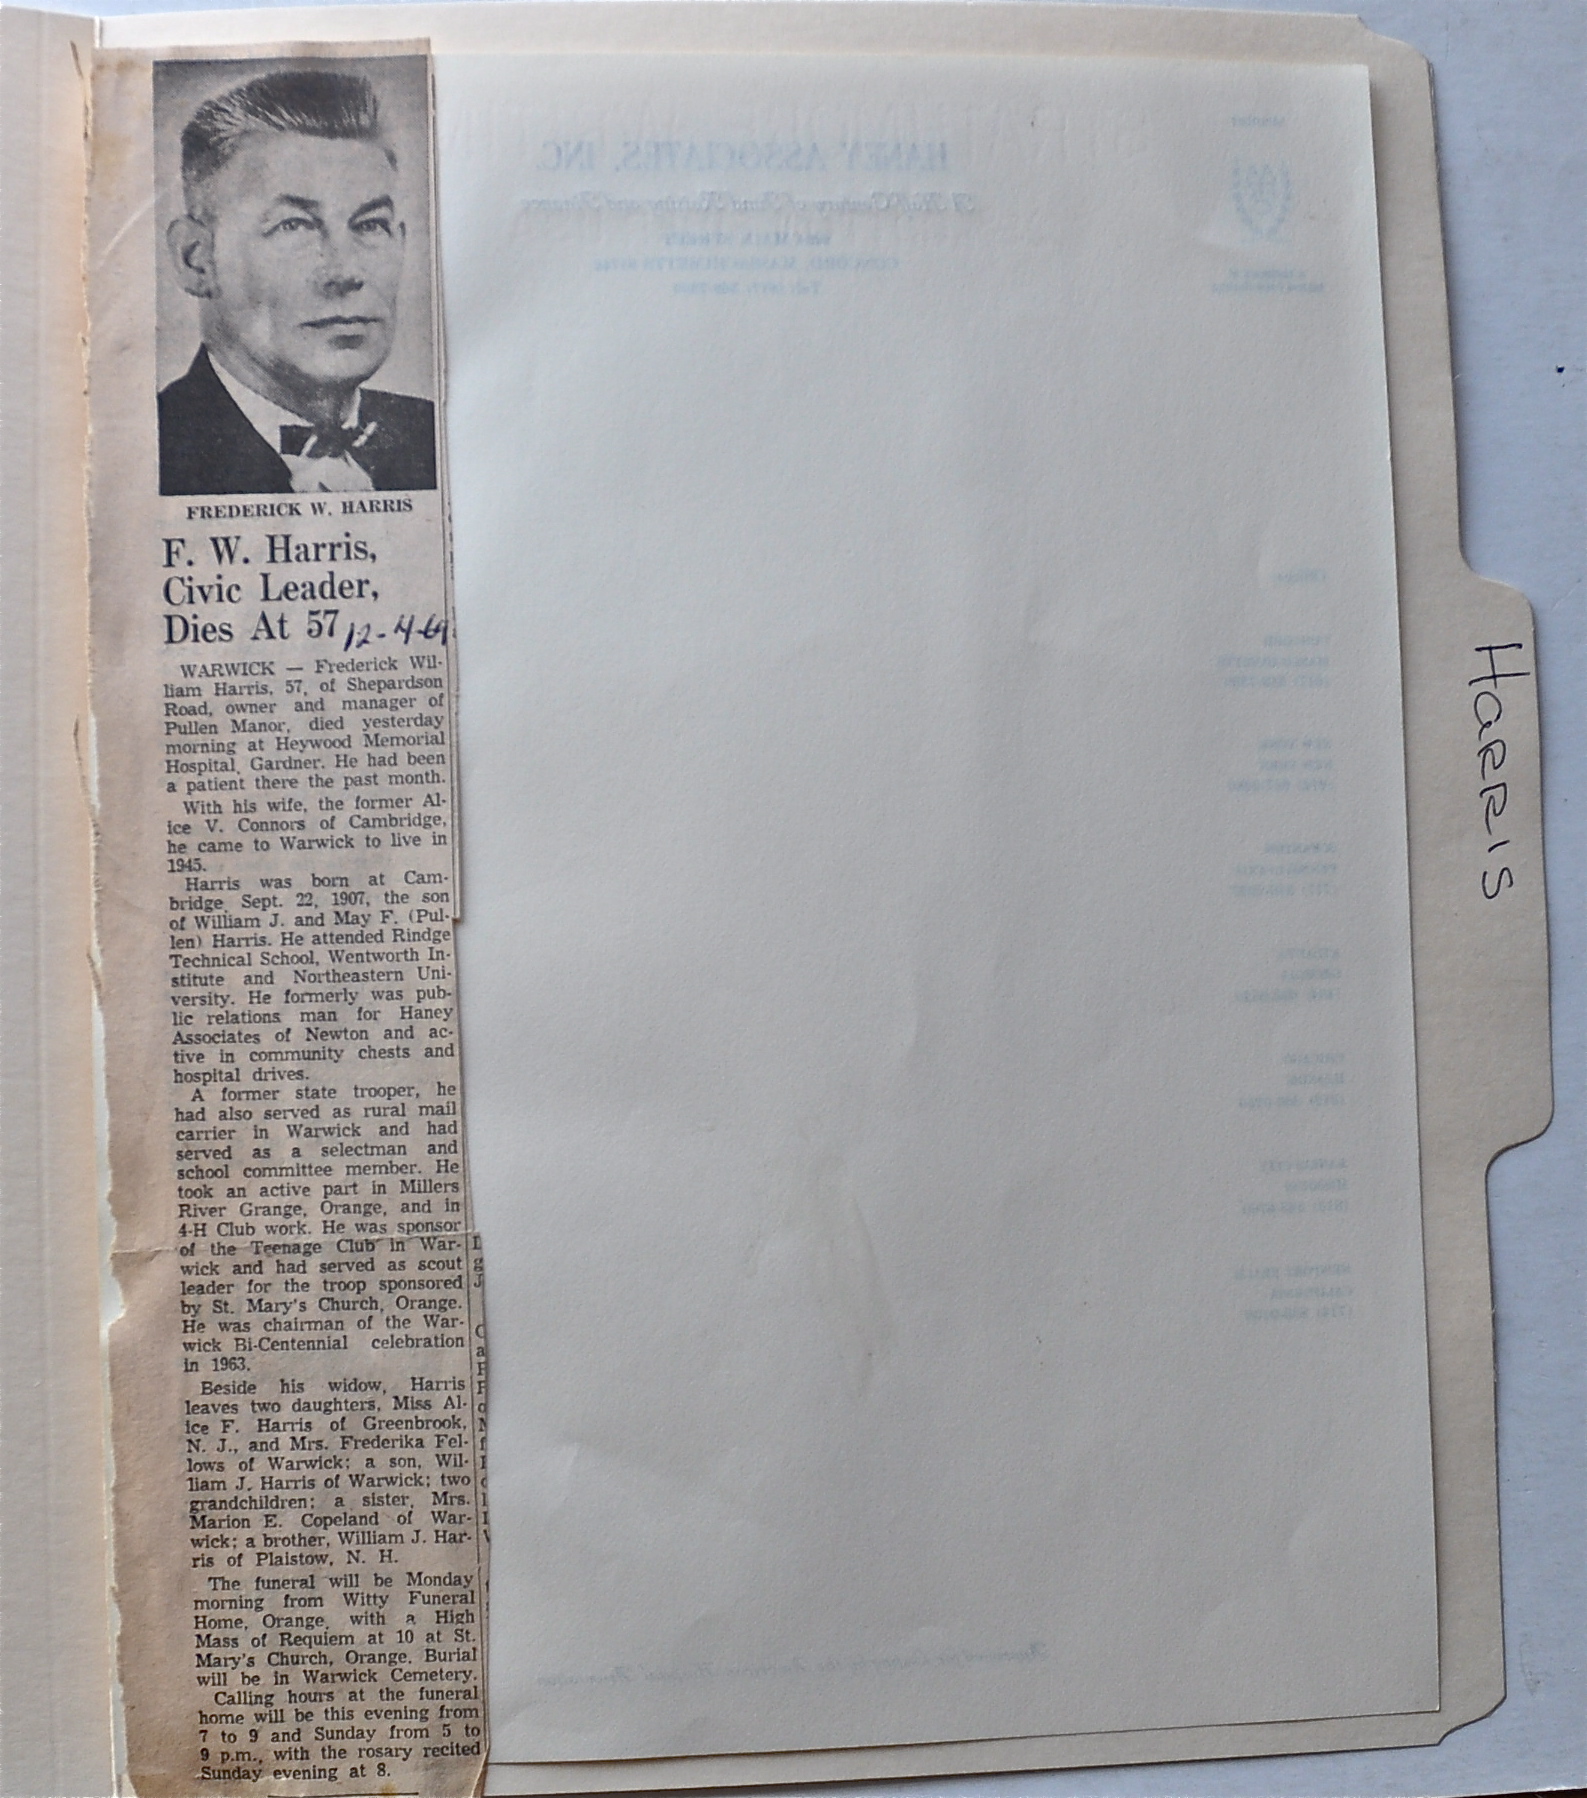 FREDERICK W. HARRIS
F. W. Harris,
Civic Leader,
Dies At 57 12-4-64
WARWICK — Frederick Wil-
liam Harris, 57, of Shepardson
Road, owner and manager of
Pullen Manor, died yesterday
morning at Heywood Memorial
Hospital, Gardner. He had been
a patient there the past month.
With his wife, the former Al-
ice V. Connors of Cambridge,
he came to Warwick to live in
1945.
Harris was born at Cam-
bridge, Sept. 22, 1907, the son
of William J. and May F. (Pul-
len) Harris. He attended Rindge
Technical School, Wentworth In-
stitute and Northeastern Uni-
versity. He formerly was pub-
lic relations man for Haney
Associates of Newton and ac-
tive in community chests and
hospital drives.
A former state trooper, he
had also served as rural mail
carrier in Warwick and had
served as a selectman and
school committee member. He
took an active part in Millers
River Grange, Orange, and in
4-H Club work. He was sponsor
of the Teenage Club in War-
wick and had served as scout
leader for the troop sponsored
by St. Mary's Church, Orange.
He was chairman of the War-
wick Bi-Centennial celebration
in 1963.
Beside his widow, Harris
leaves two daughters, Miss Al-
ice F. Harris of Greenbrook,
N. J., and Mrs. Frederika Fel-
lows of Warwick; a son, Wil-
liam J. Harris of Warwick; two
grandchildren; a sister, Mrs.
Marion E. Copeland of War-
wick; a brother, William J. Har-
ris of Plaistow, N. H.
The funeral will be Monday
morning from Witty Funeral
Home, Orange, with a High
Mass of Requiem at 10 at St.
Mary's Church, Orange. Burial
will be in Warwick Cemetery.
Calling hours at the funeral
home will be this evening from
7 to 9 and Sunday from 5 to
9 p.m., with the rosary recited
Sunday evening at 8.
HANEY ASSOCIATES, INC.
A Half Century of Fund Raising and Finance
CONCORD, MASSACHUSETTS
HARRIS